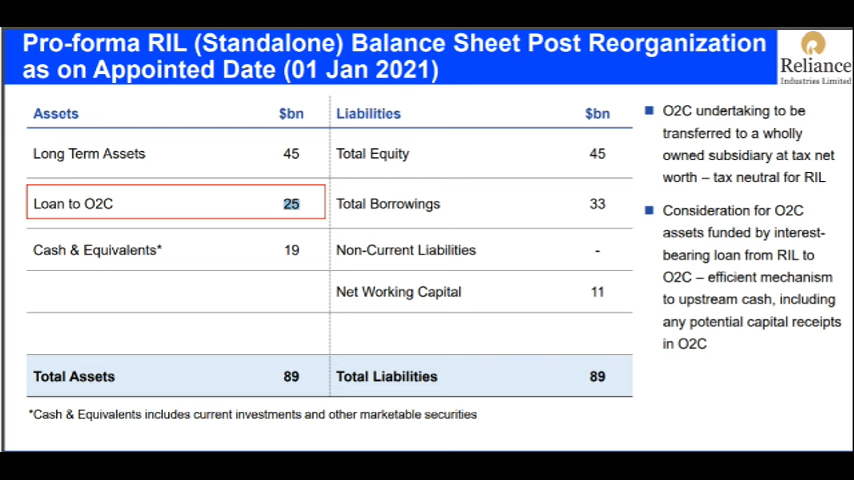 Pro-forma RIL (Standalone) Balance Sheet Post Reorganization
as on Appointed Date (01 Jan 2021)
Reliance
Industries Limited
Assets $bn Liabilities $bn
Long Term Assets 45 Total Equity 45
Loan to O2C 25 Total Borrowings 33
Cash & Equivalents* 19 Non-Current Liabilities -
Net Working Capital 11
Total Assets 89 Total Liabilities 89
*Cash & Equivalents includes current investments and other marketable securities
O2C undertaking to be
transferred to a wholly
owned subsidiary at tax net
worth – tax neutral for RIL
Consideration for O2C
assets funded by interest-
bearing loan from RIL to
O2C – efficient mechanism
to upstream cash, including
any potential capital receipts
in O2C